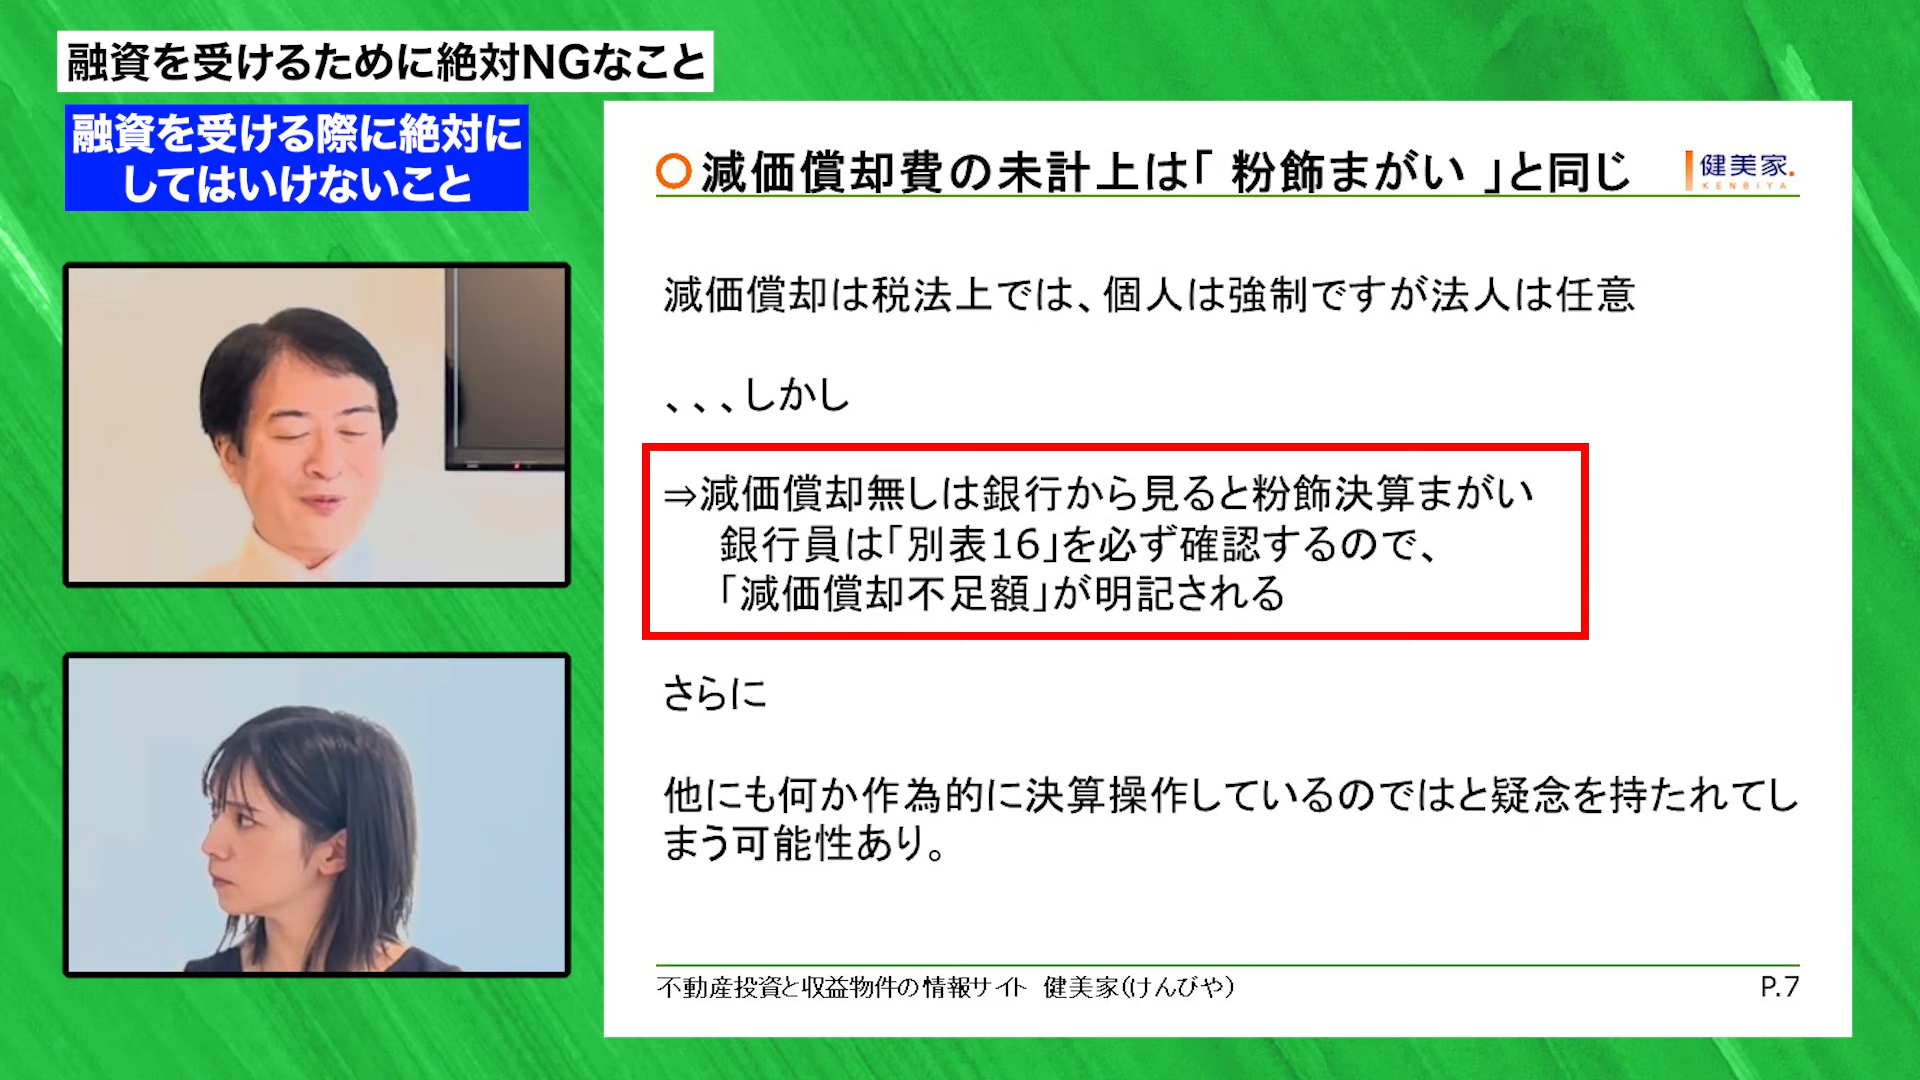 融資を受けるために絶対NGなこと
融資を受ける際に絶対に
してはいけないこと
○減価償却費の未計上は「 粉飾まがい 」と同じ
健美家.
KENBIYA
減価償却は税法上では、個人は強制ですが法人は任意
、、、しかし
⇒減価償却無しは銀行から見ると粉飾決算まがい
銀行員は「別表16」を必ず確認するので、
「減価償却不足額」が明記される
さらに
他にも何か作為的に決算操作しているのではと疑念を持たれてし
まう可能性あり。
不動産投資と収益物件の情報サイト 健美家(けんびや)
P.7